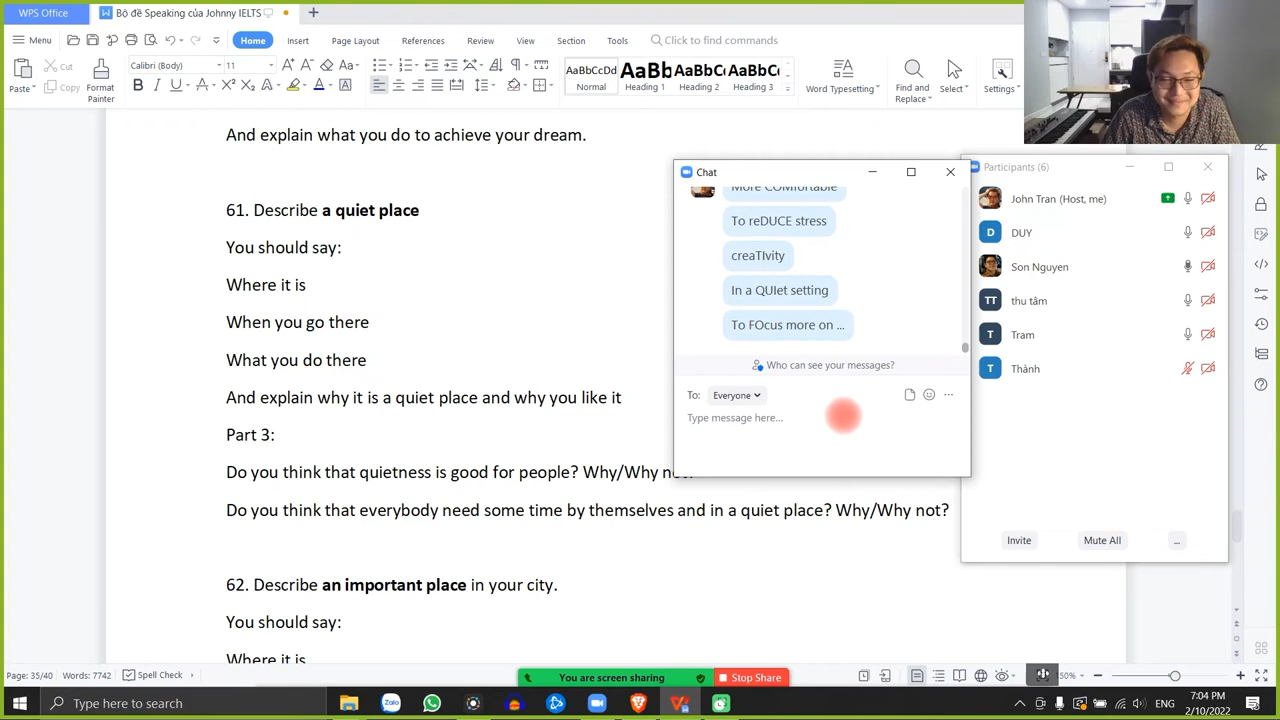 WPS Office
Bộ đề Speaking của Johnny IELTS
Menu
Home
Insert
Page Layout
References
Review
View
Section
Tools
Click to find commands
Paste
Cut
Copy
Format
Painter
Calibri (Body)
11
AaBbCcDd
Normal
AaBb
Heading 1
AaBbCc
Heading 2
AaBbCc
Heading 3
Word Typesetting
Find and
Replace
Select
Settings
And explain what you do to achieve your dream.
61. Describe a quiet place
You should say:
Where it is
When you go there
What you do there
And explain why it is a quiet place and why you like it
Part 3:
Do you think that quietness is good for people? Why/Why not?
Do you think that everybody need some time by themselves and in a quiet place? Why/Why not?
62. Describe an important place in your city.
You should say:
Where it is
Chat
More COMfortable
To reDUCE stress
creaTIvity
In a QUIet setting
To FOcus more on ...
Who can see your messages?
To: Everyone
Type message here...
Participants (6)
John Tran (Host, me)
D DUY
Son Nguyen
TT thu tâm
T Tram
T Thành
Invite
Mute All
...
Page: 35/40
Words: 7742
Spell Check
You are screen sharing
Stop Share
150%
Type here to search
ENG
7:04 PM
2/10/2022